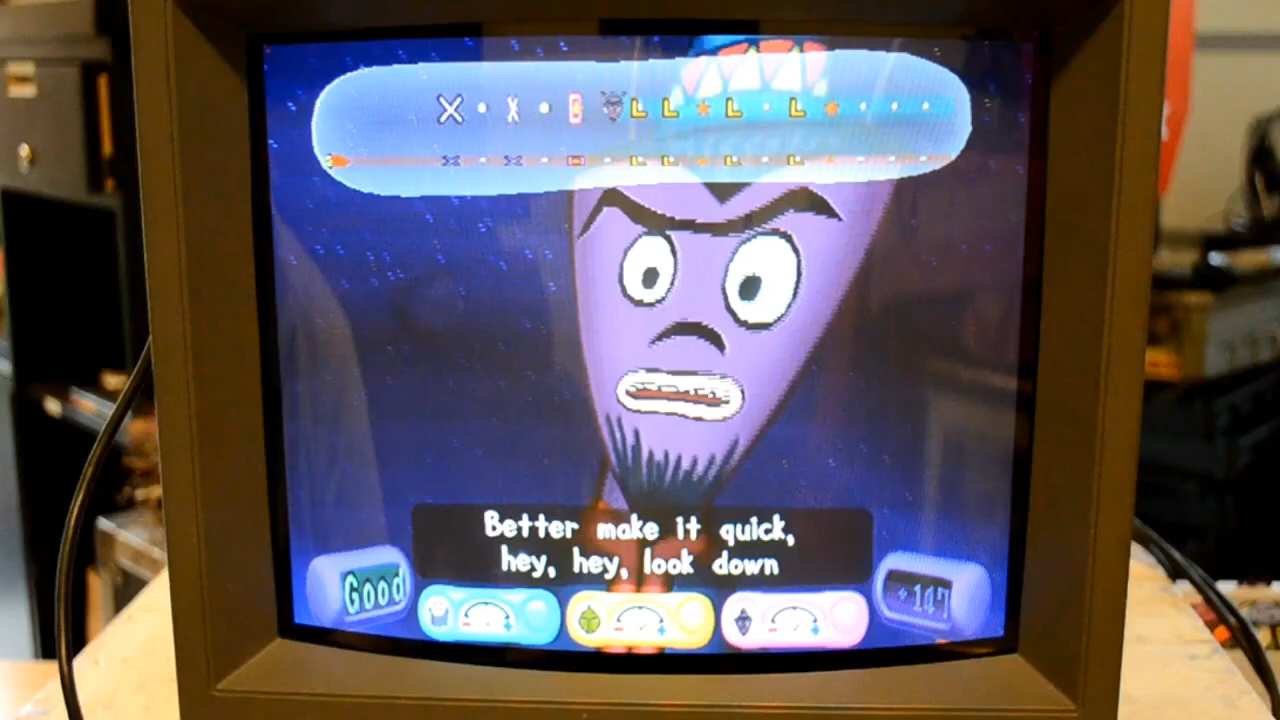 L L L L
L L L L
Better make it quick,
hey, hey, look down
Good
+147